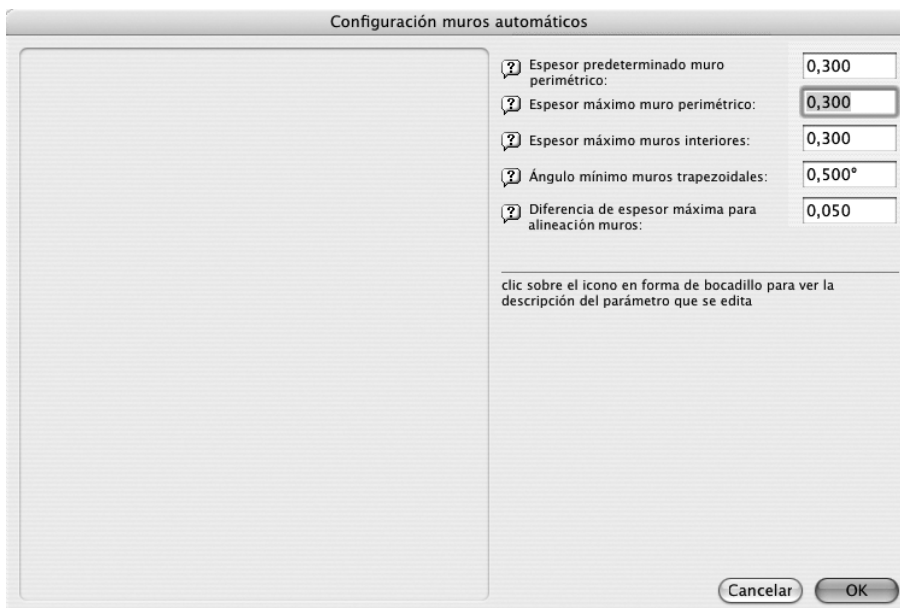 Configuración muros automáticos
Espesor predeterminado muro
perimétrico:
0,300
Espesor máximo muro perimétrico:
0,300
Espesor máximo muros interiores:
0,300
Ángulo mínimo muros trapezoidales:
0,500°
Diferencia de espesor máxima para
alineación muros:
0,050
clic sobre el icono en forma de bocadillo para ver la
descripción del parámetro que se edita
Cancelar
OK